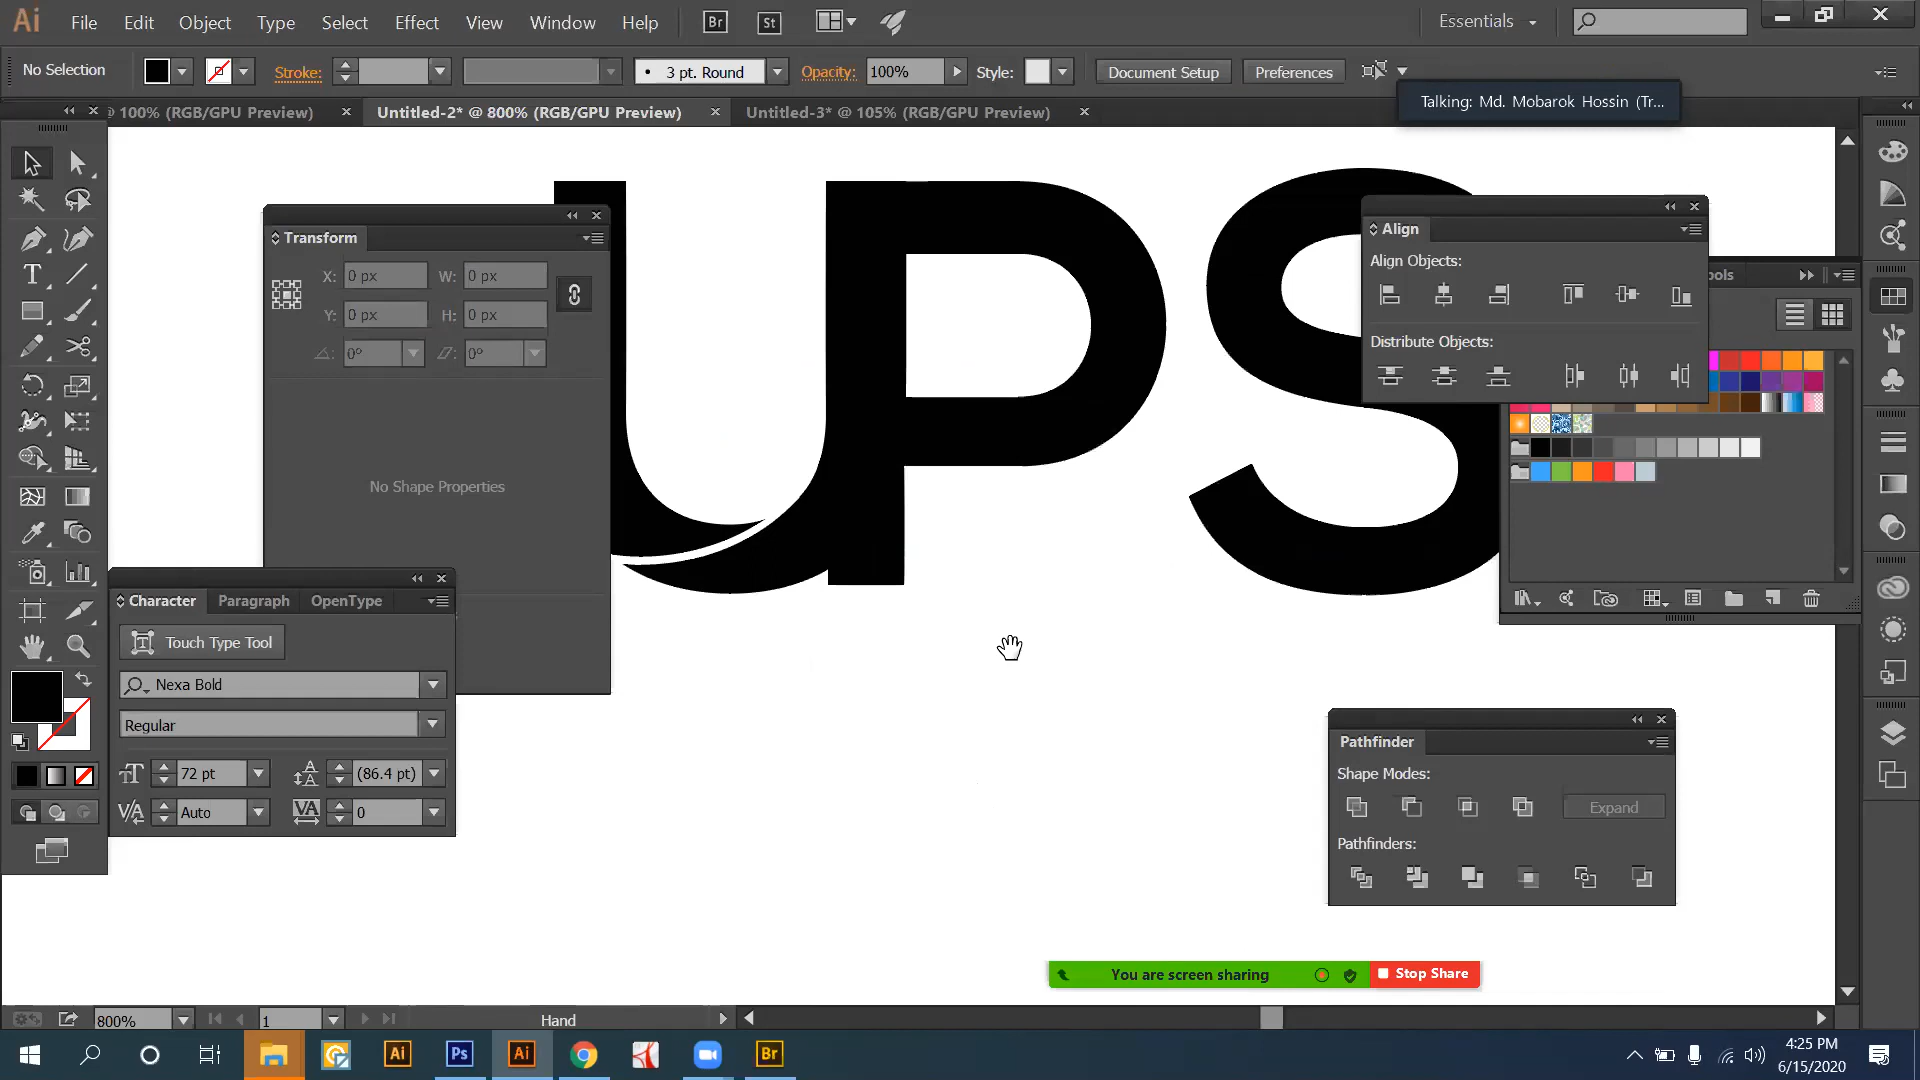 Ai File Edit Object Type Select Effect View Window Help Br St Essentials
No Selection Stroke: 3 pt. Round Opacity: 100% Style: Document Setup Preferences
Talking: Md. Mobarok Hossin (Tr...
@ 100% (RGB/GPU Preview) Untitled-2* @ 800% (RGB/GPU Preview) Untitled-3* @ 105% (RGB/GPU Preview)
UPS
Transform
X: 0 px W: 0 px
Y: 0 px H: 0 px
0° 0°
No Shape Properties
Align
Align Objects:
Distribute Objects:
ools
Character Paragraph OpenType
Touch Type Tool
Nexa Bold
Regular
72 pt (86.4 pt)
Auto 0
Pathfinder
Shape Modes:
Expand
Pathfinders:
You are screen sharing Stop Share
800% 1 Hand
Ai Ps Ai Br
4:25 PM
6/15/2020